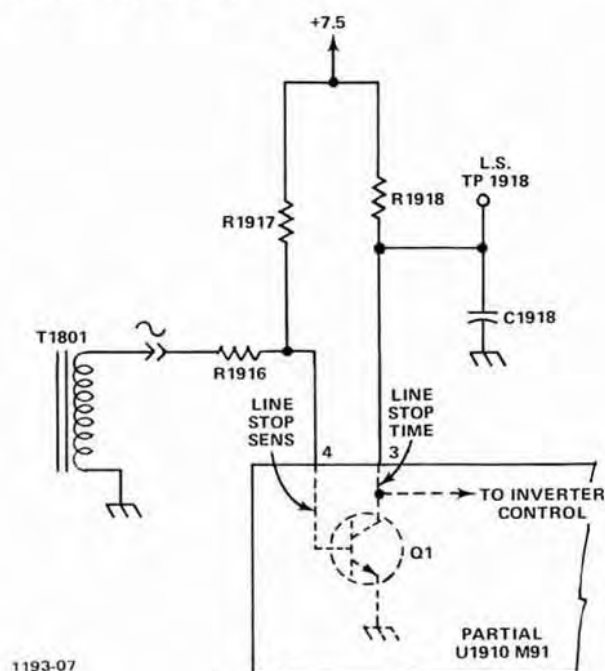 +7.5
L.S.
TP 1918
R1918
R1917
C1918
T1801
R1916
LINE
STOP
SENS
LINE
STOP
TIME
4
3
TO INVERTER
CONTROL
Q1
PARTIAL
U1910 M91
1193-07